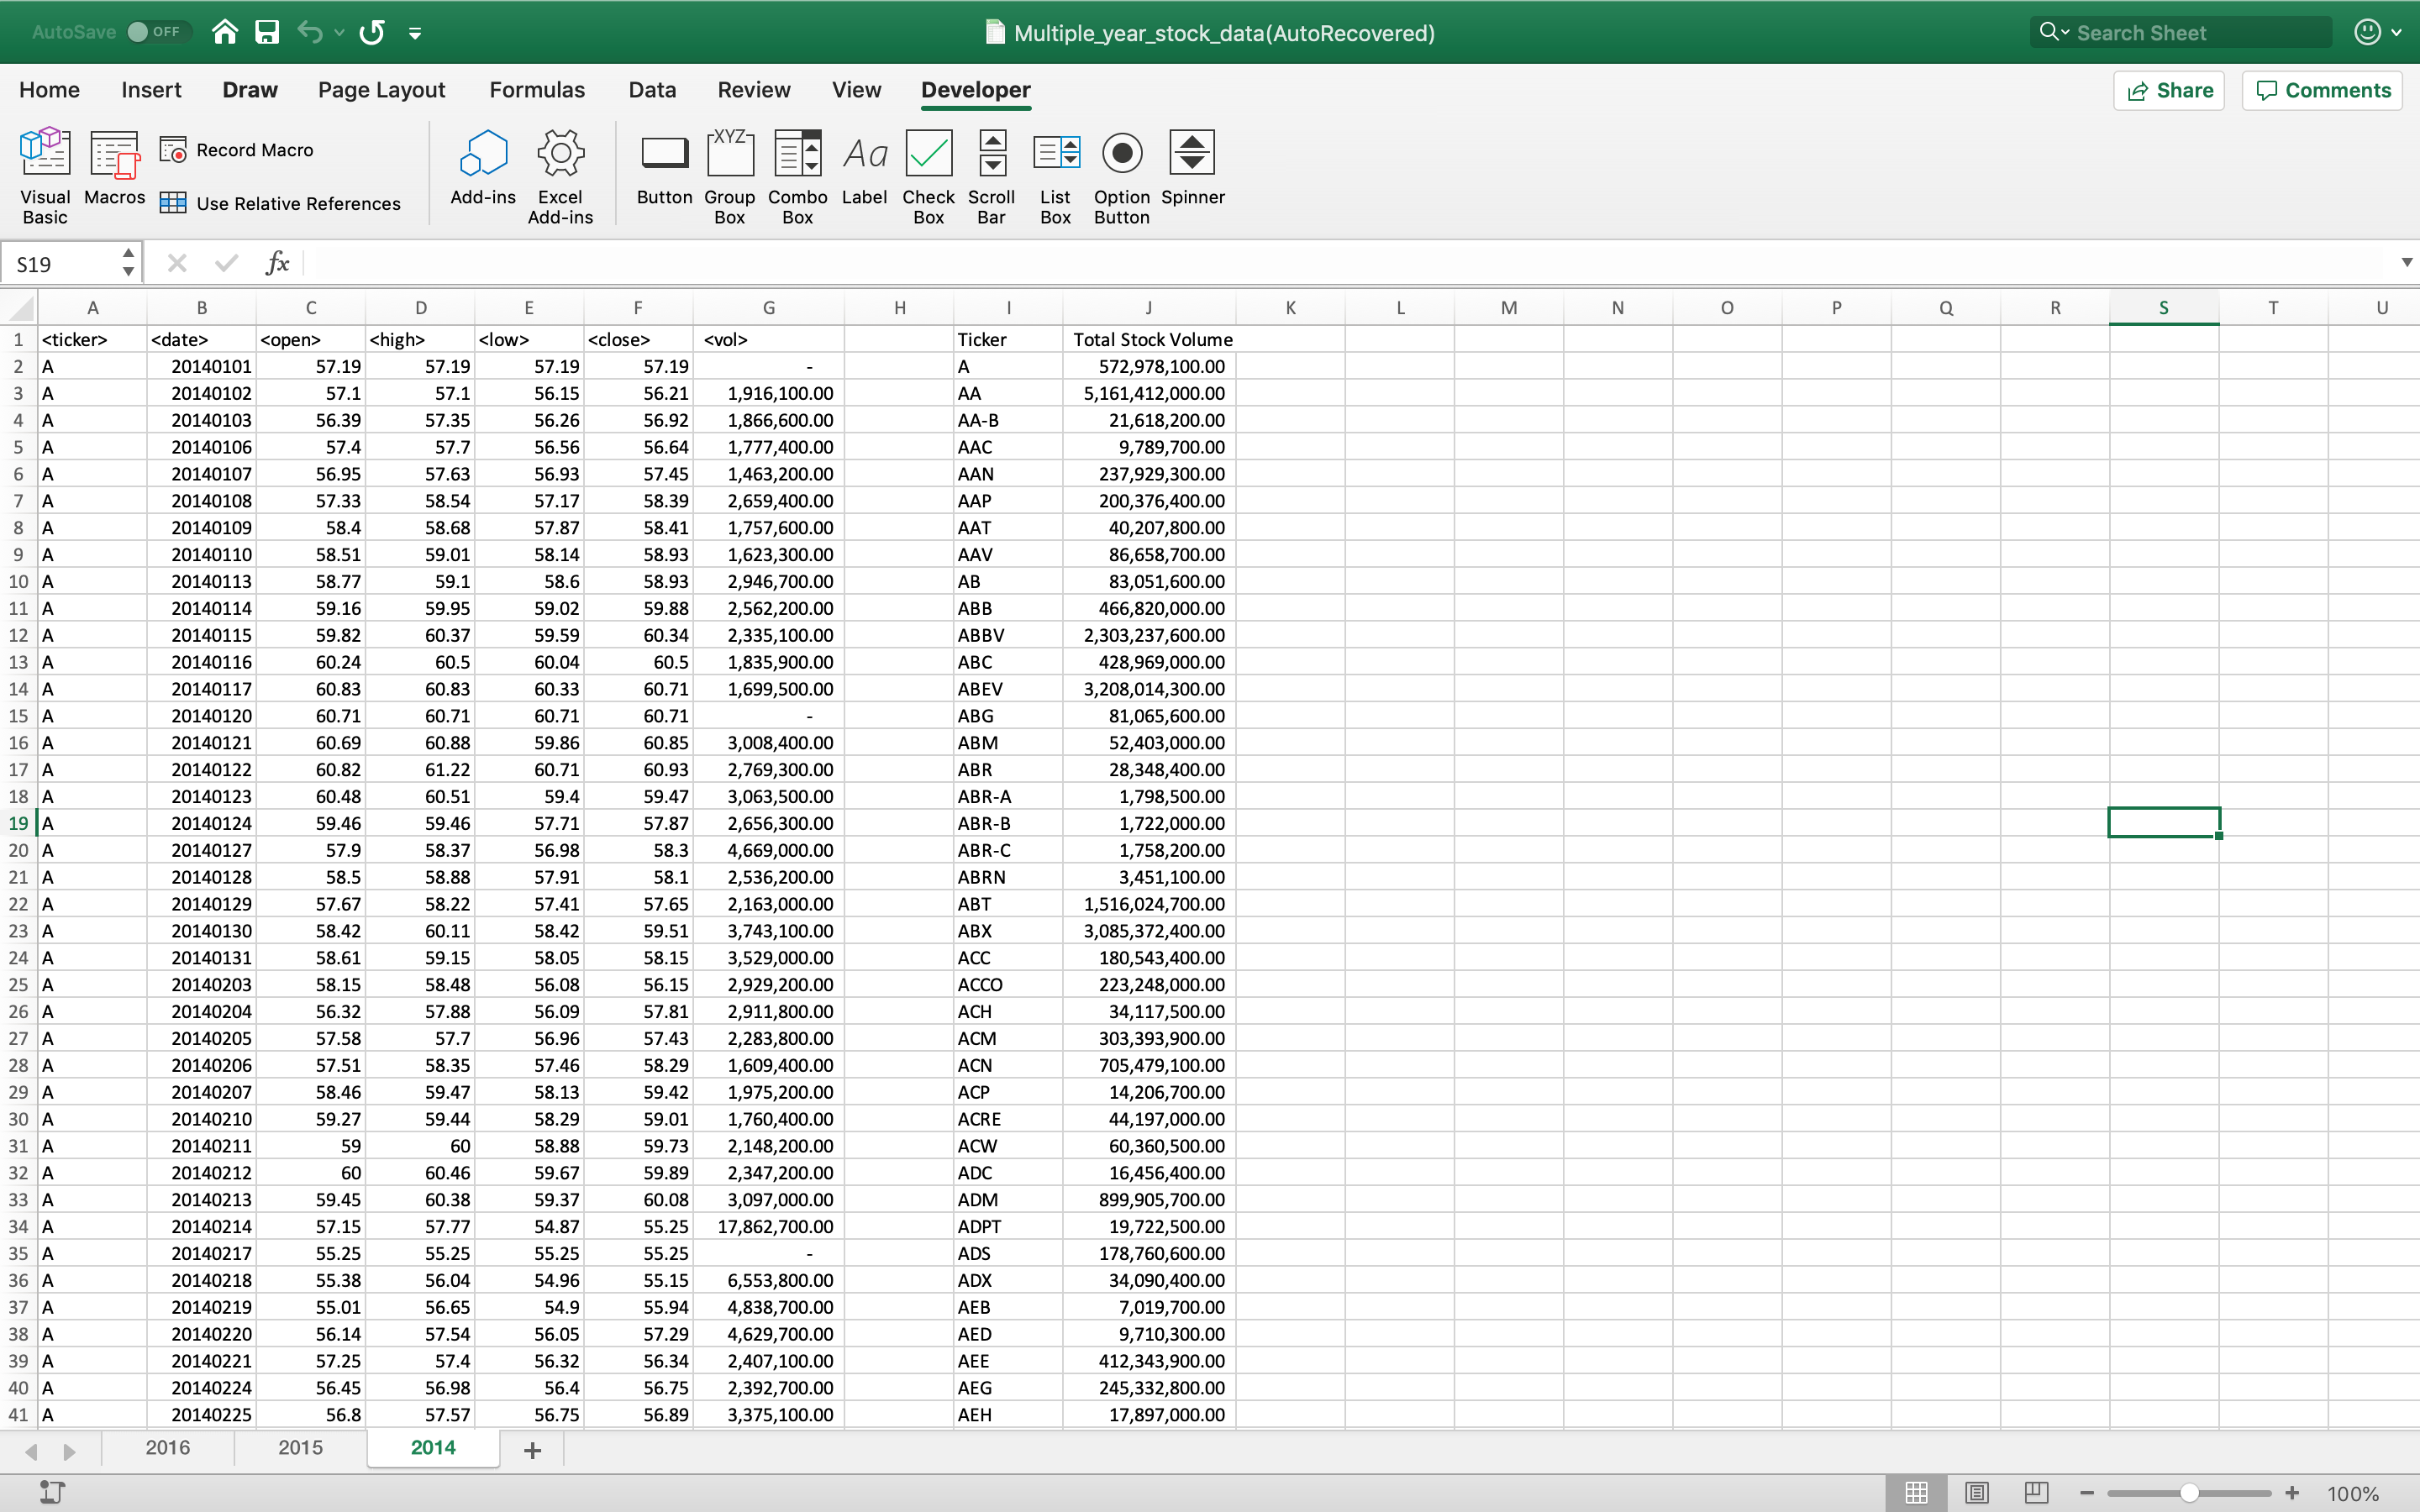 AutoSave OFF Multiple_year_stock_data(AutoRecovered) Search Sheet
Home Insert Draw Page Layout Formulas Data Review View Developer Share Comments
Visual Basic Macros Record Macro Use Relative References Add-ins Excel Add-ins Button XYZ Group Box Combo Box Aa Label Check Box Scroll Bar List Box Option Button Spinner
S19 fx
A B C D E F G H I J K L M N O P Q R S T U
1 <ticker> <date> <open> <high> <low> <close> <vol> Ticker Total Stock Volume
2 A 20140101 57.19 57.19 57.19 57.19 - A 572,978,100.00
3 A 20140102 57.1 57.1 56.15 56.21 1,916,100.00 AA 5,161,412,000.00
4 A 20140103 56.39 57.35 56.26 56.92 1,866,600.00 AA-B 21,618,200.00
5 A 20140106 57.4 57.7 56.56 56.64 1,777,400.00 AAC 9,789,700.00
6 A 20140107 56.95 57.63 56.93 57.45 1,463,200.00 AAN 237,929,300.00
7 A 20140108 57.33 58.54 57.17 58.39 2,659,400.00 AAP 200,376,400.00
8 A 20140109 58.4 58.68 57.87 58.41 1,757,600.00 AAT 40,207,800.00
9 A 20140110 58.51 59.01 58.14 58.93 1,623,300.00 AAV 86,658,700.00
10 A 20140113 58.77 59.1 58.6 58.93 2,946,700.00 AB 83,051,600.00
11 A 20140114 59.16 59.95 59.02 59.88 2,562,200.00 ABB 466,820,000.00
12 A 20140115 59.82 60.37 59.59 60.34 2,335,100.00 ABBV 2,303,237,600.00
13 A 20140116 60.24 60.5 60.04 60.5 1,835,900.00 ABC 428,969,000.00
14 A 20140117 60.83 60.83 60.33 60.71 1,699,500.00 ABEV 3,208,014,300.00
15 A 20140120 60.71 60.71 60.71 60.71 - ABG 81,065,600.00
16 A 20140121 60.69 60.88 59.86 60.85 3,008,400.00 ABM 52,403,000.00
17 A 20140122 60.82 61.22 60.71 60.93 2,769,300.00 ABR 28,348,400.00
18 A 20140123 60.48 60.51 59.4 59.47 3,063,500.00 ABR-A 1,798,500.00
19 A 20140124 59.46 59.46 57.71 57.87 2,656,300.00 ABR-B 1,722,000.00
20 A 20140127 57.9 58.37 56.98 58.3 4,669,000.00 ABR-C 1,758,200.00
21 A 20140128 58.5 58.88 57.91 58.1 2,536,200.00 ABRN 3,451,100.00
22 A 20140129 57.67 58.22 57.41 57.65 2,163,000.00 ABT 1,516,024,700.00
23 A 20140130 58.42 60.11 58.42 59.51 3,743,100.00 ABX 3,085,372,400.00
24 A 20140131 58.61 59.15 58.05 58.15 3,529,000.00 ACC 180,543,400.00
25 A 20140203 58.15 58.48 56.08 56.15 2,929,200.00 ACCO 223,248,000.00
26 A 20140204 56.32 57.88 56.09 57.81 2,911,800.00 ACH 34,117,500.00
27 A 20140205 57.58 57.7 56.96 57.43 2,283,800.00 ACM 303,393,900.00
28 A 20140206 57.51 58.35 57.46 58.29 1,609,400.00 ACN 705,479,100.00
29 A 20140207 58.46 59.47 58.13 59.42 1,975,200.00 ACP 14,206,700.00
30 A 20140210 59.27 59.44 58.29 59.01 1,760,400.00 ACRE 44,197,000.00
31 A 20140211 59 60 58.88 59.73 2,148,200.00 ACW 60,360,500.00
32 A 20140212 60 60.46 59.67 59.89 2,347,200.00 ADC 16,456,400.00
33 A 20140213 59.45 60.38 59.37 60.08 3,097,000.00 ADM 899,905,700.00
34 A 20140214 57.15 57.77 54.87 55.25 17,862,700.00 ADPT 19,722,500.00
35 A 20140217 55.25 55.25 55.25 55.25 - ADS 178,760,600.00
36 A 20140218 55.38 56.04 54.96 55.15 6,553,800.00 ADX 34,090,400.00
37 A 20140219 55.01 56.65 54.9 55.94 4,838,700.00 AEB 7,019,700.00
38 A 20140220 56.14 57.54 56.05 57.29 4,629,700.00 AED 9,710,300.00
39 A 20140221 57.25 57.4 56.32 56.34 2,407,100.00 AEE 412,343,900.00
40 A 20140224 56.45 56.98 56.4 56.75 2,392,700.00 AEG 245,332,800.00
41 A 20140225 56.8 57.57 56.75 56.89 3,375,100.00 AEH 17,897,000.00
2016 2015 2014 +
100%